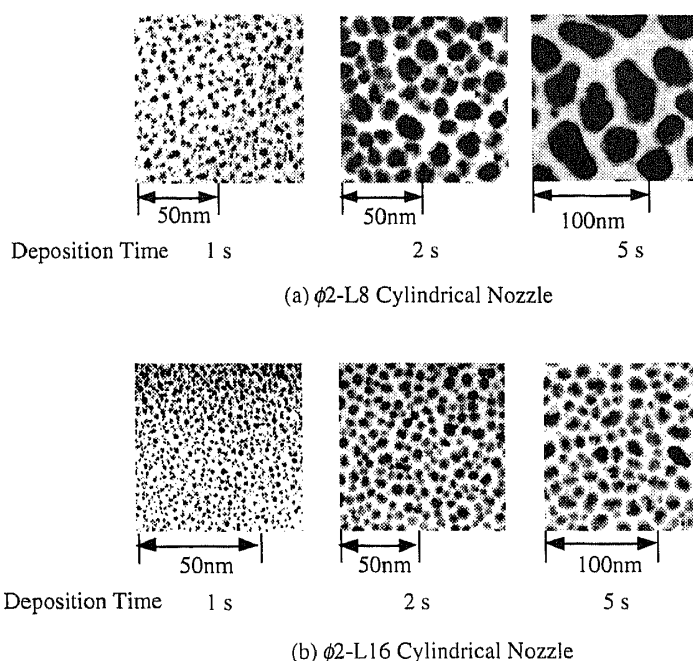 50nm 50nm 100nm
Deposition Time 1 s 2 s 5 s
(a) ϕ2-L8 Cylindrical Nozzle
50nm 50nm 100nm
Deposition Time 1 s 2 s 5 s
(b) ϕ2-L16 Cylindrical Nozzle